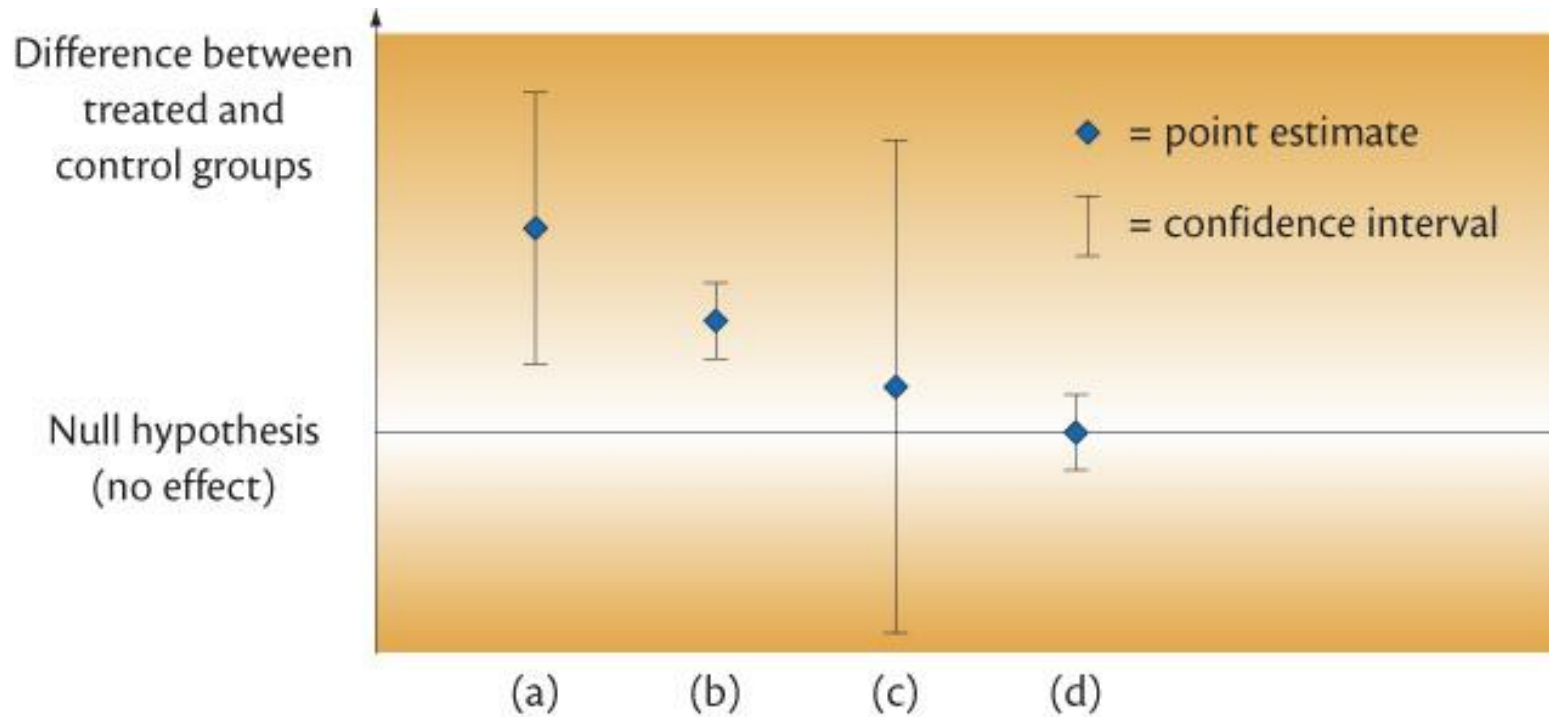 Difference between
treated and
control groups
= point estimate
= confidence interval
Null hypothesis
(no effect)
(a) (b) (c) (d)